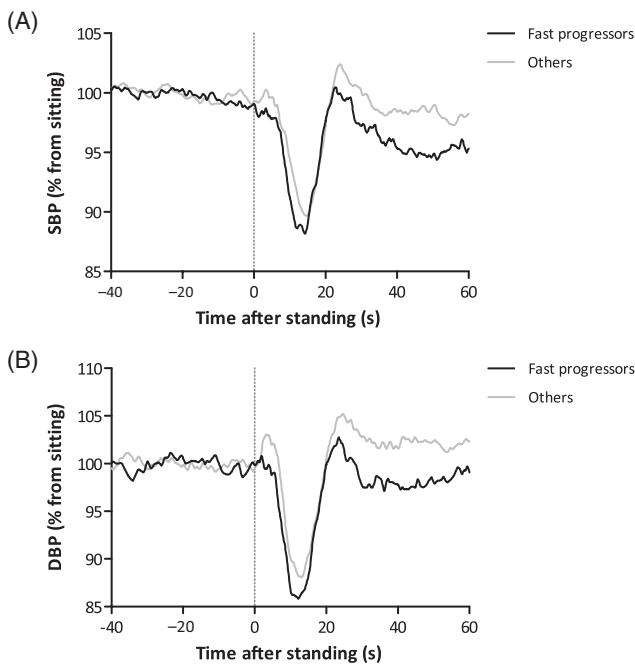 (A)
105
100
95
90
85
SBP (% from sitting)
−40
−20
0
20
40
60
Time after standing (s)
Fast progressors
Others
(B)
110
105
100
95
90
85
DBP (% from sitting)
-40
-20
0
20
40
60
Time after standing (s)
Fast progressors
Others